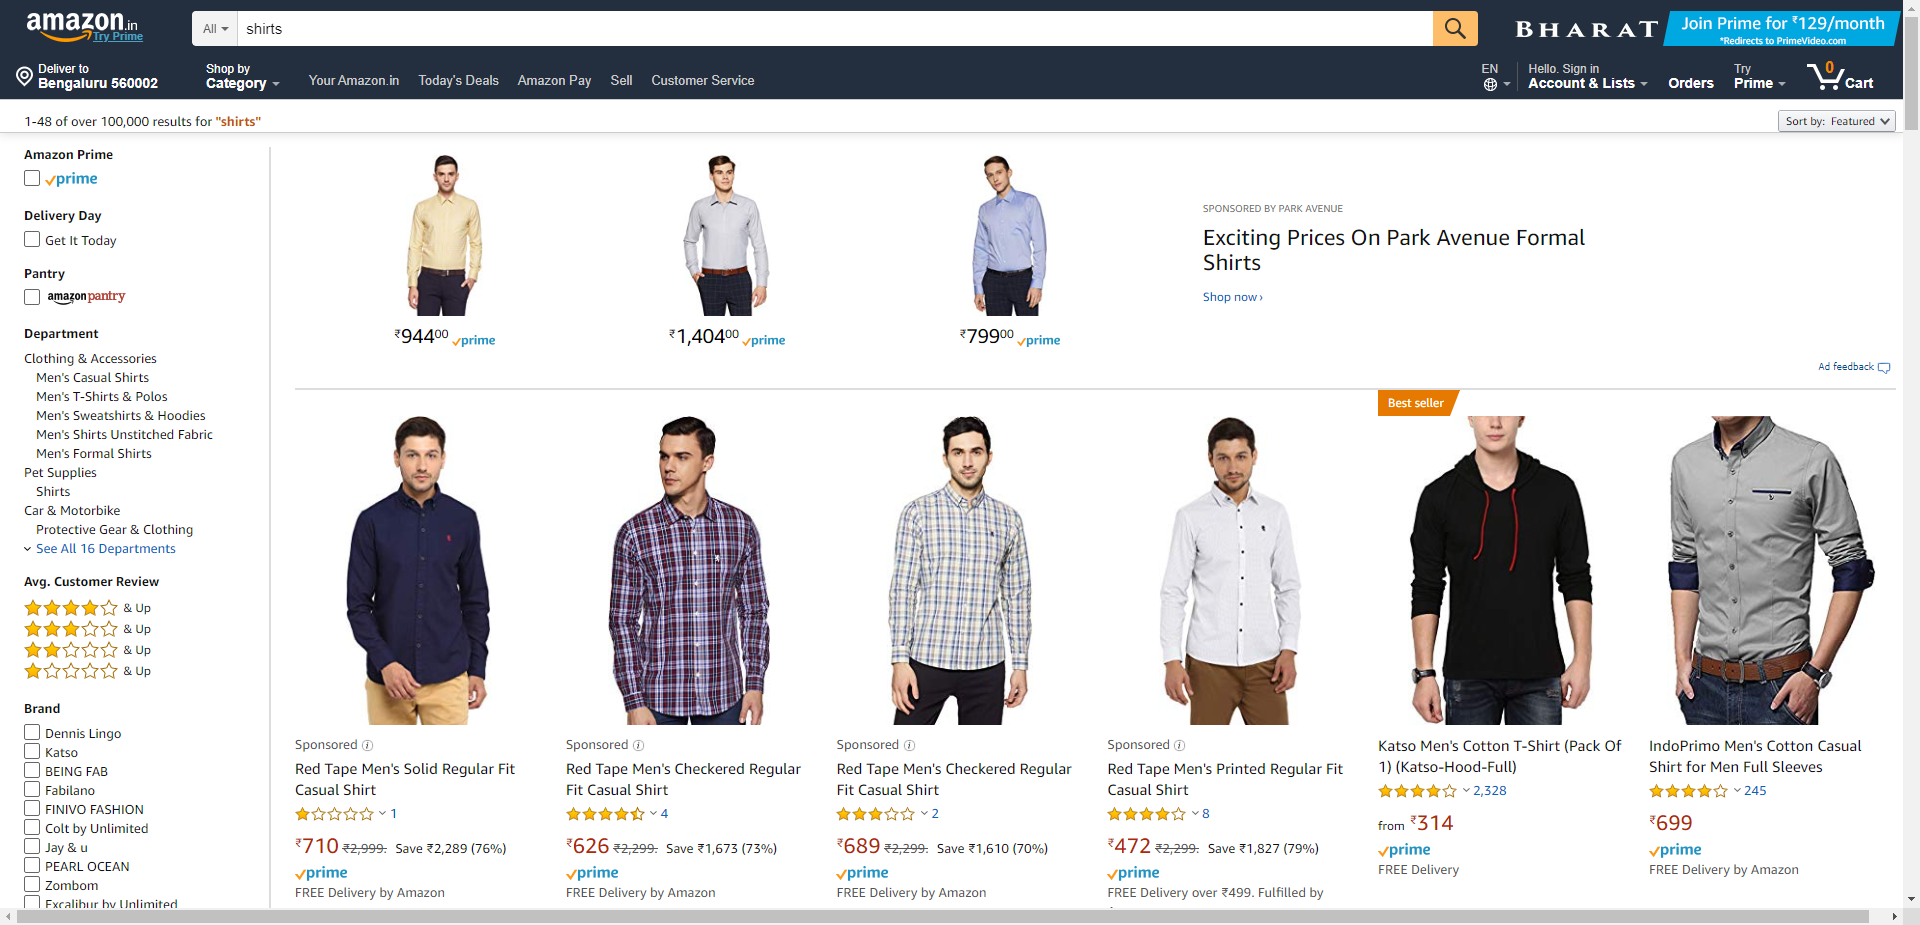 amazon.in
Try Prime
All
shirts
BHARAT
Join Prime for ₹129/month
*Redirects to PrimeVideo.com
Deliver to
Bengaluru 560002
Shop by
Category
Your Amazon.in
Today's Deals
Amazon Pay
Sell
Customer Service
EN
Hello. Sign in
Account & Lists
Orders
Try
Prime
0
Cart
1-48 of over 100,000 results for "shirts"
Sort by: Featured
Amazon Prime
prime
Delivery Day
Get It Today
Pantry
amazon pantry
Department
Clothing & Accessories
Men's Casual Shirts
Men's T-Shirts & Polos
Men's Sweatshirts & Hoodies
Men's Shirts Unstitched Fabric
Men's Formal Shirts
Pet Supplies
Shirts
Car & Motorbike
Protective Gear & Clothing
See All 16 Departments
Avg. Customer Review
& Up
& Up
& Up
& Up
Brand
Dennis Lingo
Katso
BEING FAB
Fabilano
FINIVO FASHION
Colt by Unlimited
Jay & u
PEARL OCEAN
Zombom
Excalibur by Unlimited
₹94400 prime
₹1,40400 prime
₹79900 prime
SPONSORED BY PARK AVENUE
Exciting Prices On Park Avenue Formal
Shirts
Shop now ›
Ad feedback
Sponsored
Red Tape Men's Solid Regular Fit
Casual Shirt
1
₹710 ₹2,999. Save ₹2,289 (76%)
prime
FREE Delivery by Amazon
Sponsored
Red Tape Men's Checkered Regular
Fit Casual Shirt
4
₹626 ₹2,299. Save ₹1,673 (73%)
prime
FREE Delivery by Amazon
Sponsored
Red Tape Men's Checkered Regular
Fit Casual Shirt
2
₹689 ₹2,299. Save ₹1,610 (70%)
prime
FREE Delivery by Amazon
Sponsored
Red Tape Men's Printed Regular Fit
Casual Shirt
8
₹472 ₹2,299. Save ₹1,827 (79%)
prime
FREE Delivery over ₹499. Fulfilled by
Best seller
Katso Men's Cotton T-Shirt (Pack Of
1) (Katso-Hood-Full)
2,328
from ₹314
prime
FREE Delivery
IndoPrimo Men's Cotton Casual
Shirt for Men Full Sleeves
245
₹699
prime
FREE Delivery by Amazon